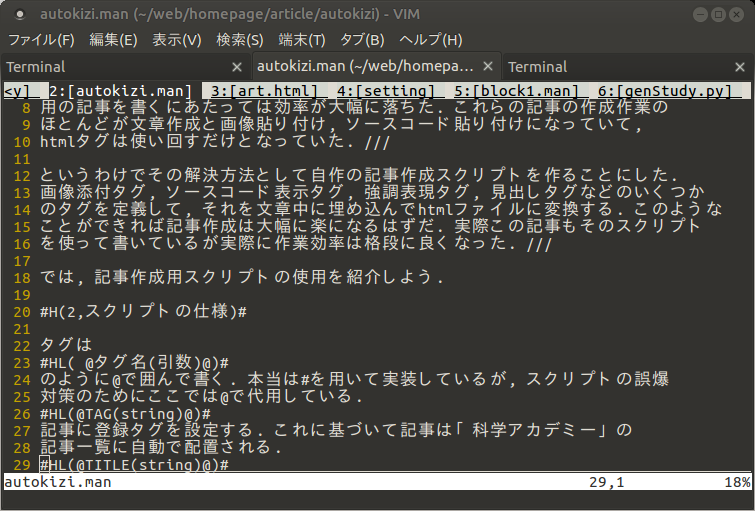 autokizi.man (~/web/homepage/article/autokizi) - VIM
ファイル(F) 編集(E) 表示(V) 検索(S) 端末(T) タブ(B) ヘルプ(H)
Terminal × autokizi.man (~/web/homepa... × Terminal ×
<y] 2:[autokizi.man] 3:[art.html] 4:[setting] 5:[block1.man] 6:[genStudy.py]
8 用の記事を書くにあたっては効率が大幅に落ちた．これらの記事の作成作業の
9 ほとんどが文章作成と画像貼り付け，ソースコード貼り付けになっていて，
10 htmlタグは使い回すだけとなっていた．///
11
12 というわけでその解決方法として自作の記事作成スクリプトを作ることにした．
13 画像添付タグ，ソースコード表示タグ，強調表現タグ，見出しタグなどのいくつか
14 のタグを定義して，それを文章中に埋め込んでhtmlファイルに変換する．このような
15 ことができれば記事作成は大幅に楽になるはずだ．実際この記事もそのスクリプト
16 を使って書いているが実際に作業効率は格段に良くなった．///
17
18 では，記事作成用スクリプトの使用を紹介しよう．
19
20 #H(2,スクリプトの仕様)#
21
22 タグは
23 #HL( @タグ名(引数)@)#
24 のように@で囲んで書く．本当は#を用いて実装しているが，スクリプトの誤爆
25 対策のためにここでは@で代用している．
26 #HL(@TAG(string)@)#
27 記事に登録タグを設定する．これに基づいて記事は「科学アカデミー」の
28 記事一覧に自動で配置される．
29 #HL(@TITLE(string)@)#
autokizi.man 29,1 18%